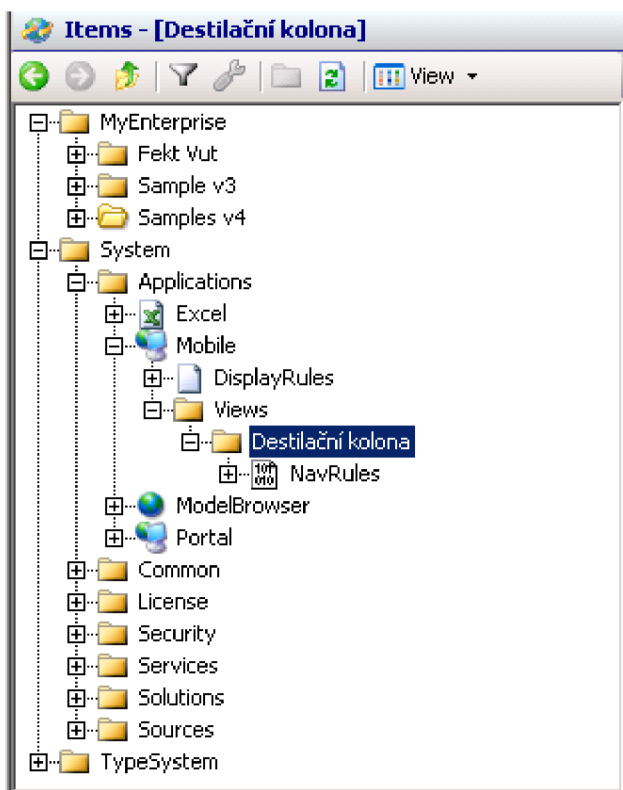 Items - [Destilační kolona]
View
MyEnterprise
Fekt Vut
Sample v3
Samples v4
System
Applications
Excel
Mobile
DisplayRules
Views
Destilační kolona
NavRules
ModelBrowser
Portal
Common
License
Security
Services
Solutions
Sources
TypeSystem